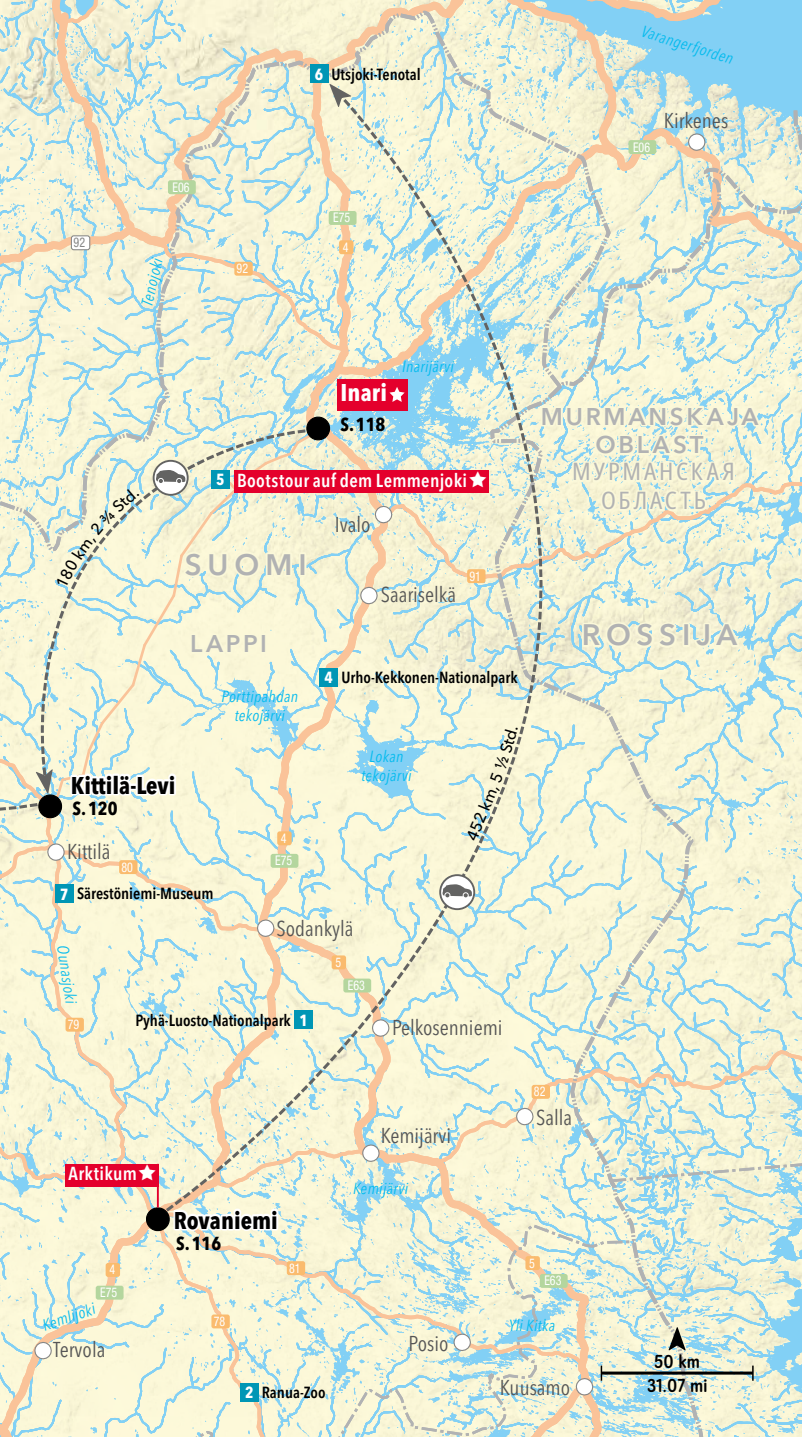 Varangerfjorden
6 Utsjoki-Tenotal
Kirkenes
E06
E06
E75
92
4
92
Tenojoki
Inarijärvi
Inari
S. 118
MURMANSKAJA
OBLAST
МУРМАНСКАЯ
ОБЛАСТЬ
5 Bootstour auf dem Lemmenjoki
180 km, 2 ¾ Std.
Ivalo
SUOMI
91
Saariselkä
ROSSIJA
LAPPI
4 Urho-Kekkonen-Nationalpark
Porttipahdan
tekojärvi
Lokan
tekojärvi
452 km, 5 ½ Std.
Kittilä-Levi
S. 120
4
E75
Kittilä
80
7 Särestöniemi-Museum
Sodankylä
5
E63
Ounasjoki
79
Pyhä-Luosto-Nationalpark 1
Pelkosenniemi
82
Salla
Kemijärvi
Arktikum
Kemijärvi
Rovaniemi
S. 116
4
E75
81
5
E63
Kemijoki
78
Yli Kitka
Tervola
Posio
50 km
31.07 mi
2 Ranua-Zoo
Kuusamo